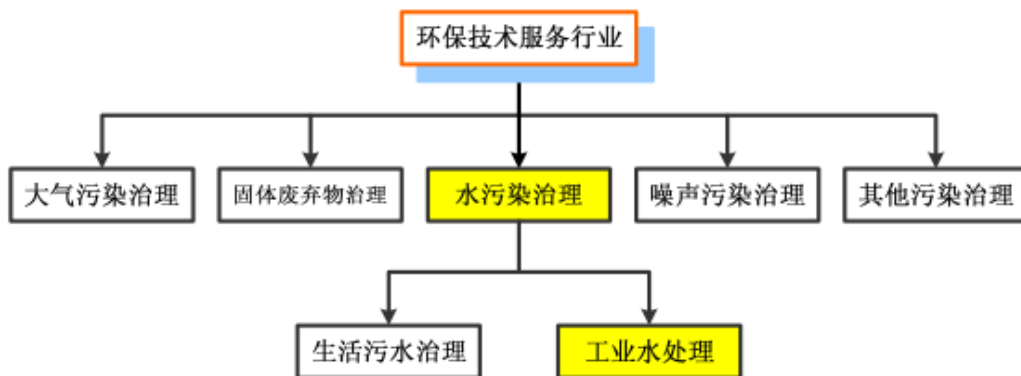 环保技术服务行业
大气污染治理
固体废弃物治理
水污染治理
噪声污染治理
其他污染治理
生活污水治理
工业水处理